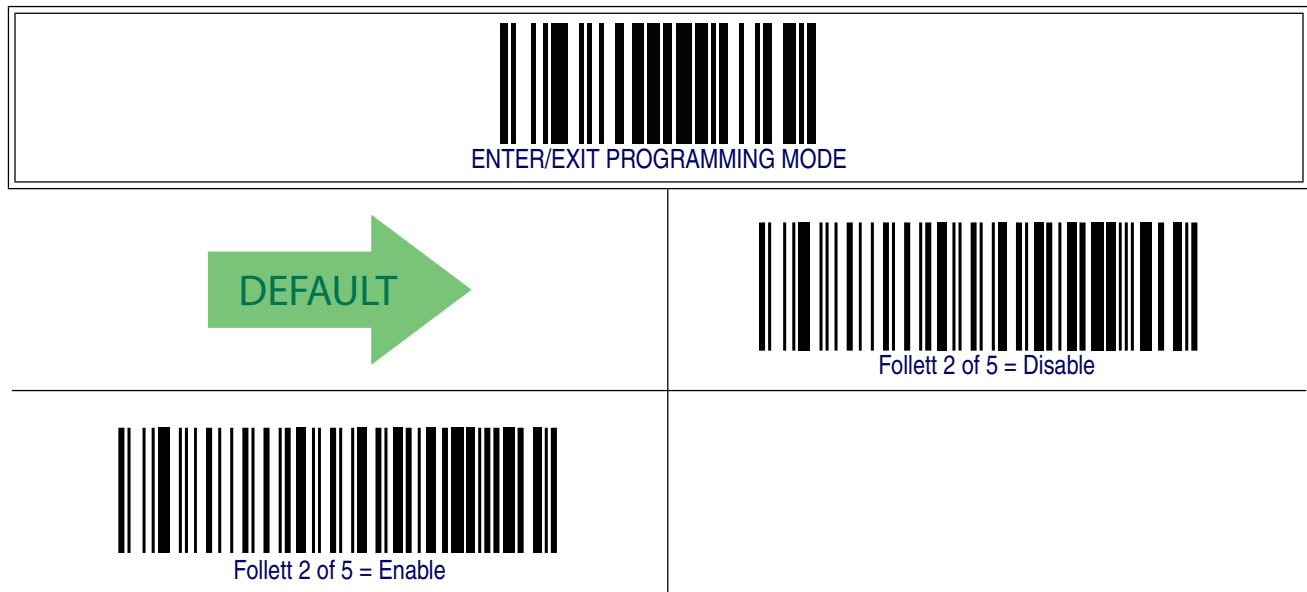 ENTER/EXIT PROGRAMMING MODE
DEFAULT
Follett 2 of 5 = Disable
Follett 2 of 5 = Enable